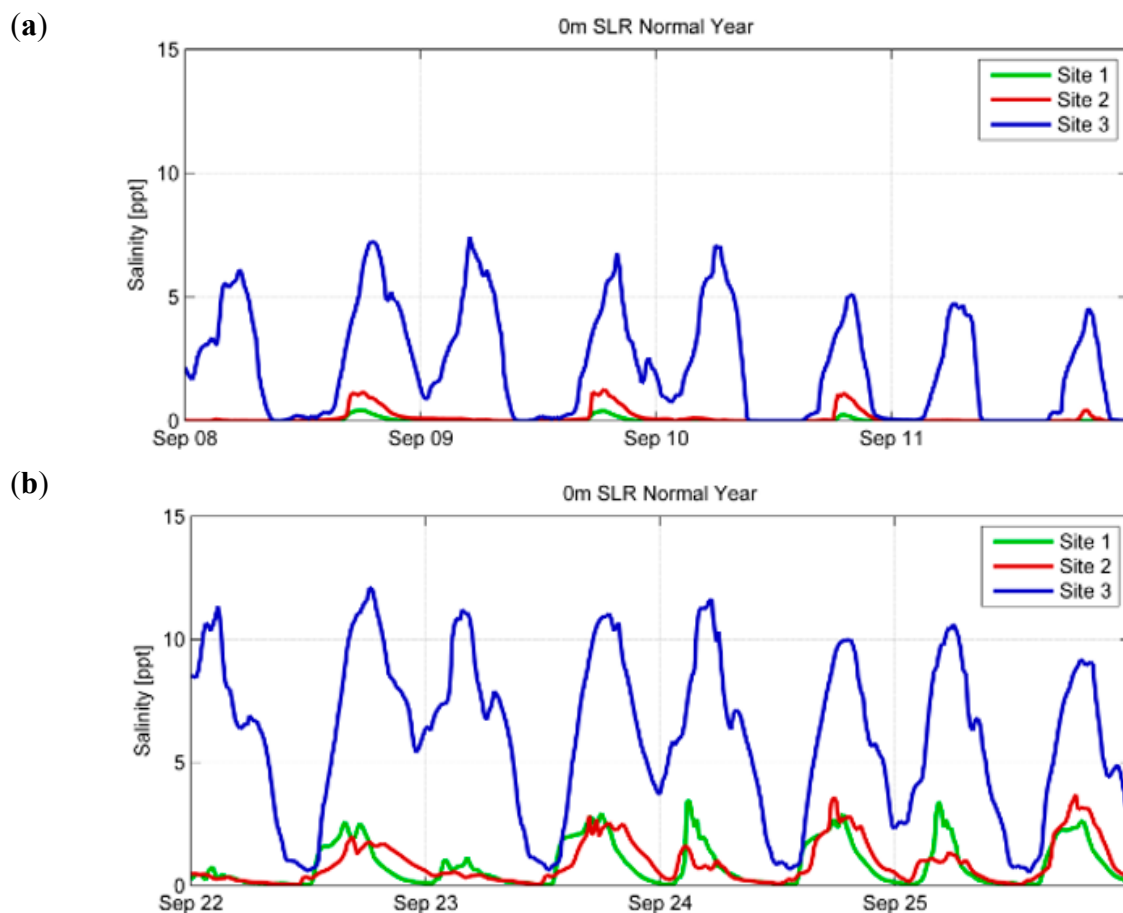 (a)
0m SLR Normal Year
15
10
5
0
Salinity [ppt]
Site 1
Site 2
Site 3
Sep 08
Sep 09
Sep 10
Sep 11
(b)
0m SLR Normal Year
15
10
5
0
Salinity [ppt]
Site 1
Site 2
Site 3
Sep 22
Sep 23
Sep 24
Sep 25